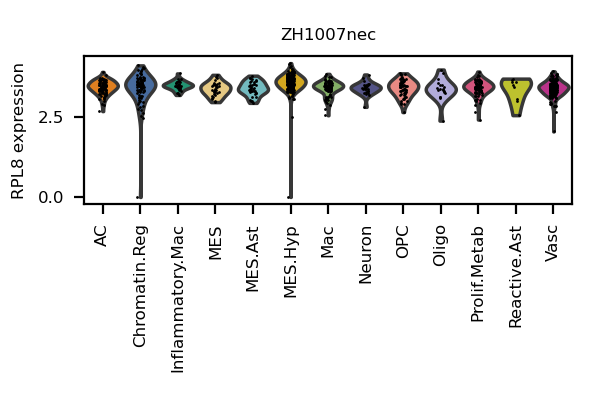 ZH1007nec
RPL8 expression
2.5
0.0
AC
Chromatin.Reg
Inflammatory.Mac
MES
MES.Ast
MES.Hyp
Mac
Neuron
OPC
Oligo
Prolif.Metab
Reactive.Ast
Vasc